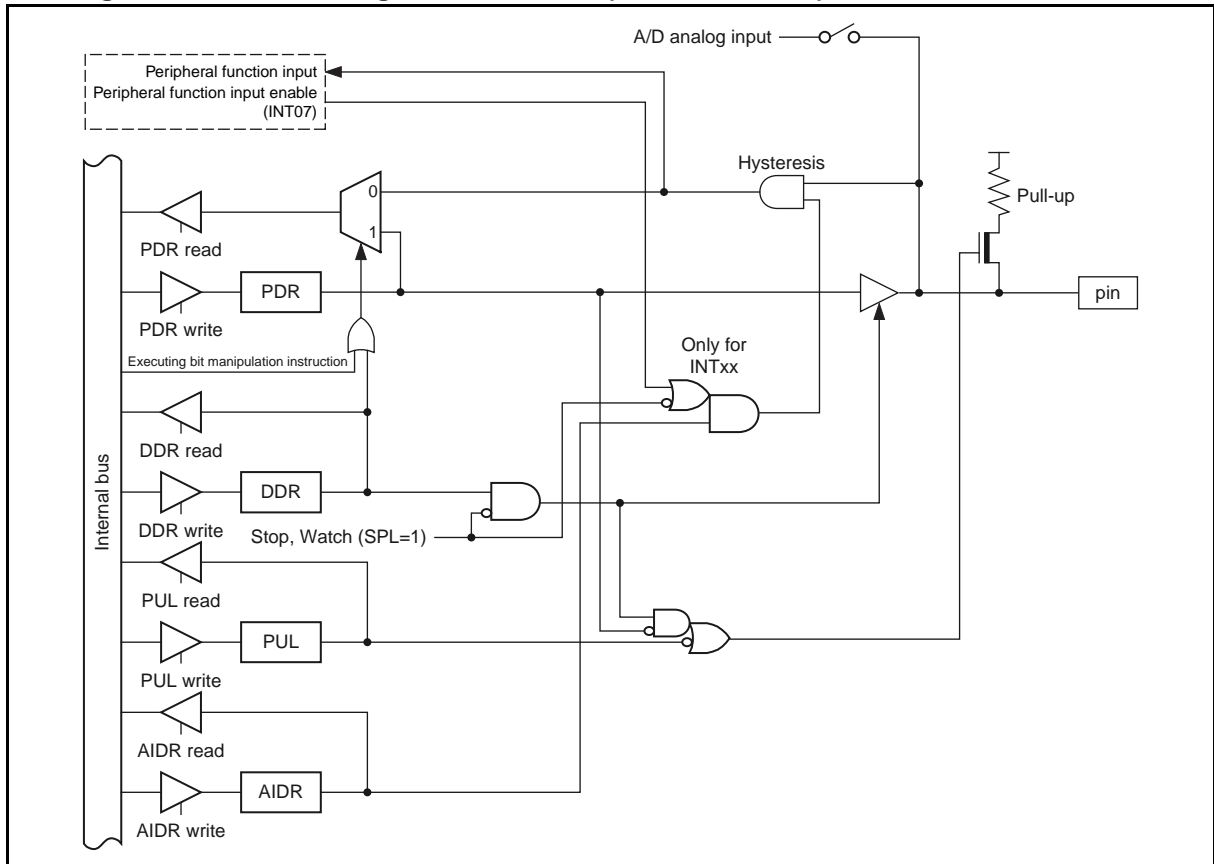 A/D analog input
Peripheral function input
Peripheral function input enable
(INT07)
Hysteresis
Pull-up
0
1
PDR read
PDR
pin
PDR write
Only for
INTxx
Executing bit manipulation instruction
DDR read
DDR
DDR write
Stop, Watch (SPL=1)
Internal bus
PUL read
PUL
PUL write
AIDR read
AIDR
AIDR write